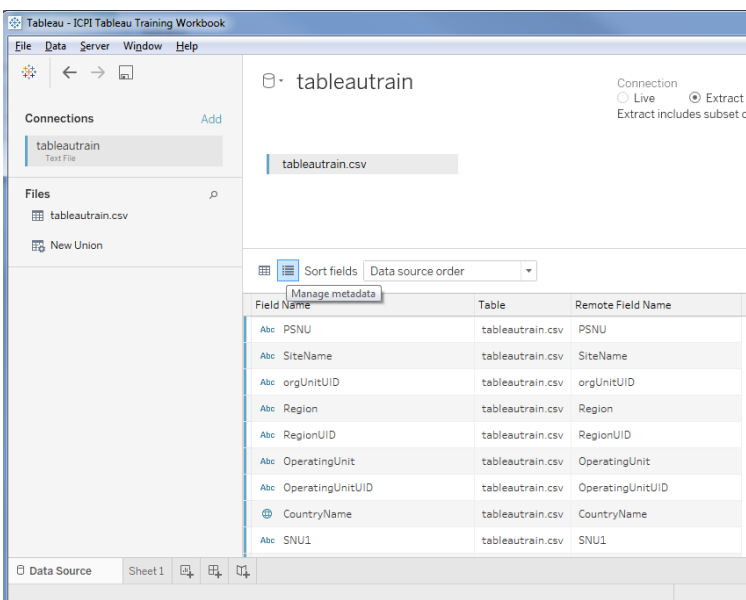 Tableau - ICPI Tableau Training Workbook
File Data Server Window Help
Connections Add
tableautrain
Text File
Files
tableautrain.csv
New Union
tableautrain
Connection
Live Extract
Extract includes subset
tableautrain.csv
Sort fields Data source order
Manage metadata
Field Name Table Remote Field Name
Abc PSNU tableautrain.csv PSNU
Abc SiteName tableautrain.csv SiteName
Abc orgUnitUID tableautrain.csv orgUnitUID
Abc Region tableautrain.csv Region
Abc RegionUID tableautrain.csv RegionUID
Abc OperatingUnit tableautrain.csv OperatingUnit
Abc OperatingUnitUID tableautrain.csv OperatingUnitUID
CountryName tableautrain.csv CountryName
Abc SNU1 tableautrain.csv SNU1
Data Source Sheet 1